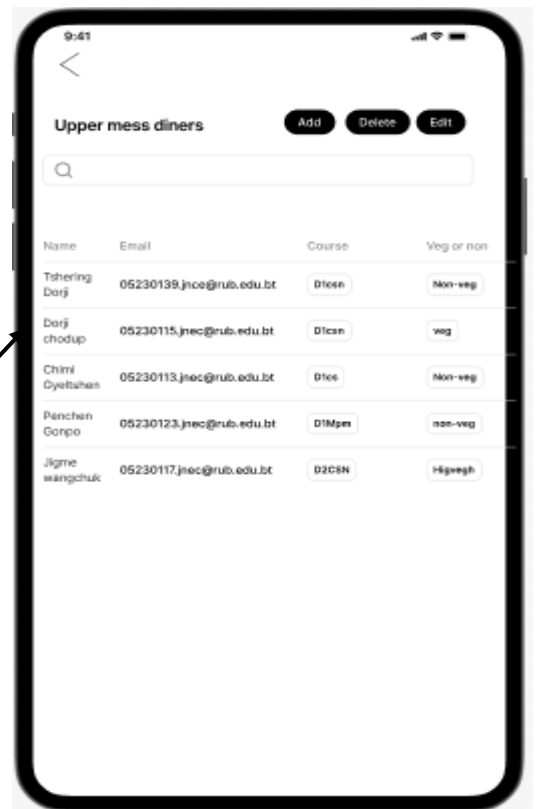 9:41
Upper mess diners Add Delete Edit
Name Email Course Veg or non
Tshering Dorji 05230139.jnce@rub.edu.bt D1csn Non-veg
Dorji chodup 05230115.jnec@rub.edu.bt D1csn veg
Chimi Gyeltshen 05230113.jnec@rub.edu.bt D1cs Non-veg
Penchen Gonpo 05230123.jnec@rub.edu.bt D1Mpm non-veg
Jigme wangchuk 05230117.jnec@rub.edu.bt D2CSN